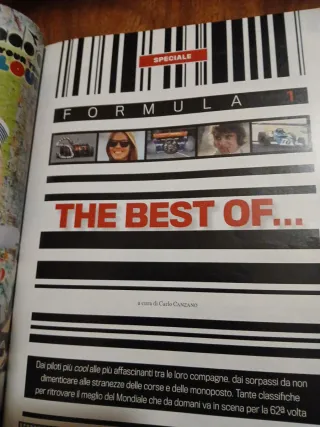 SPECIALE
FORMULA 1
THE BEST OF...
a cura di Carlo CANZANO
Dai piloti più cool alle più affascinanti tra le loro compagne, dai sorpassi da non
dimenticare alle stranezze delle corse e delle monoposto. Tante classifiche
per ritrovare il meglio del Mondiale che da domani va in scena per la 62ª volta